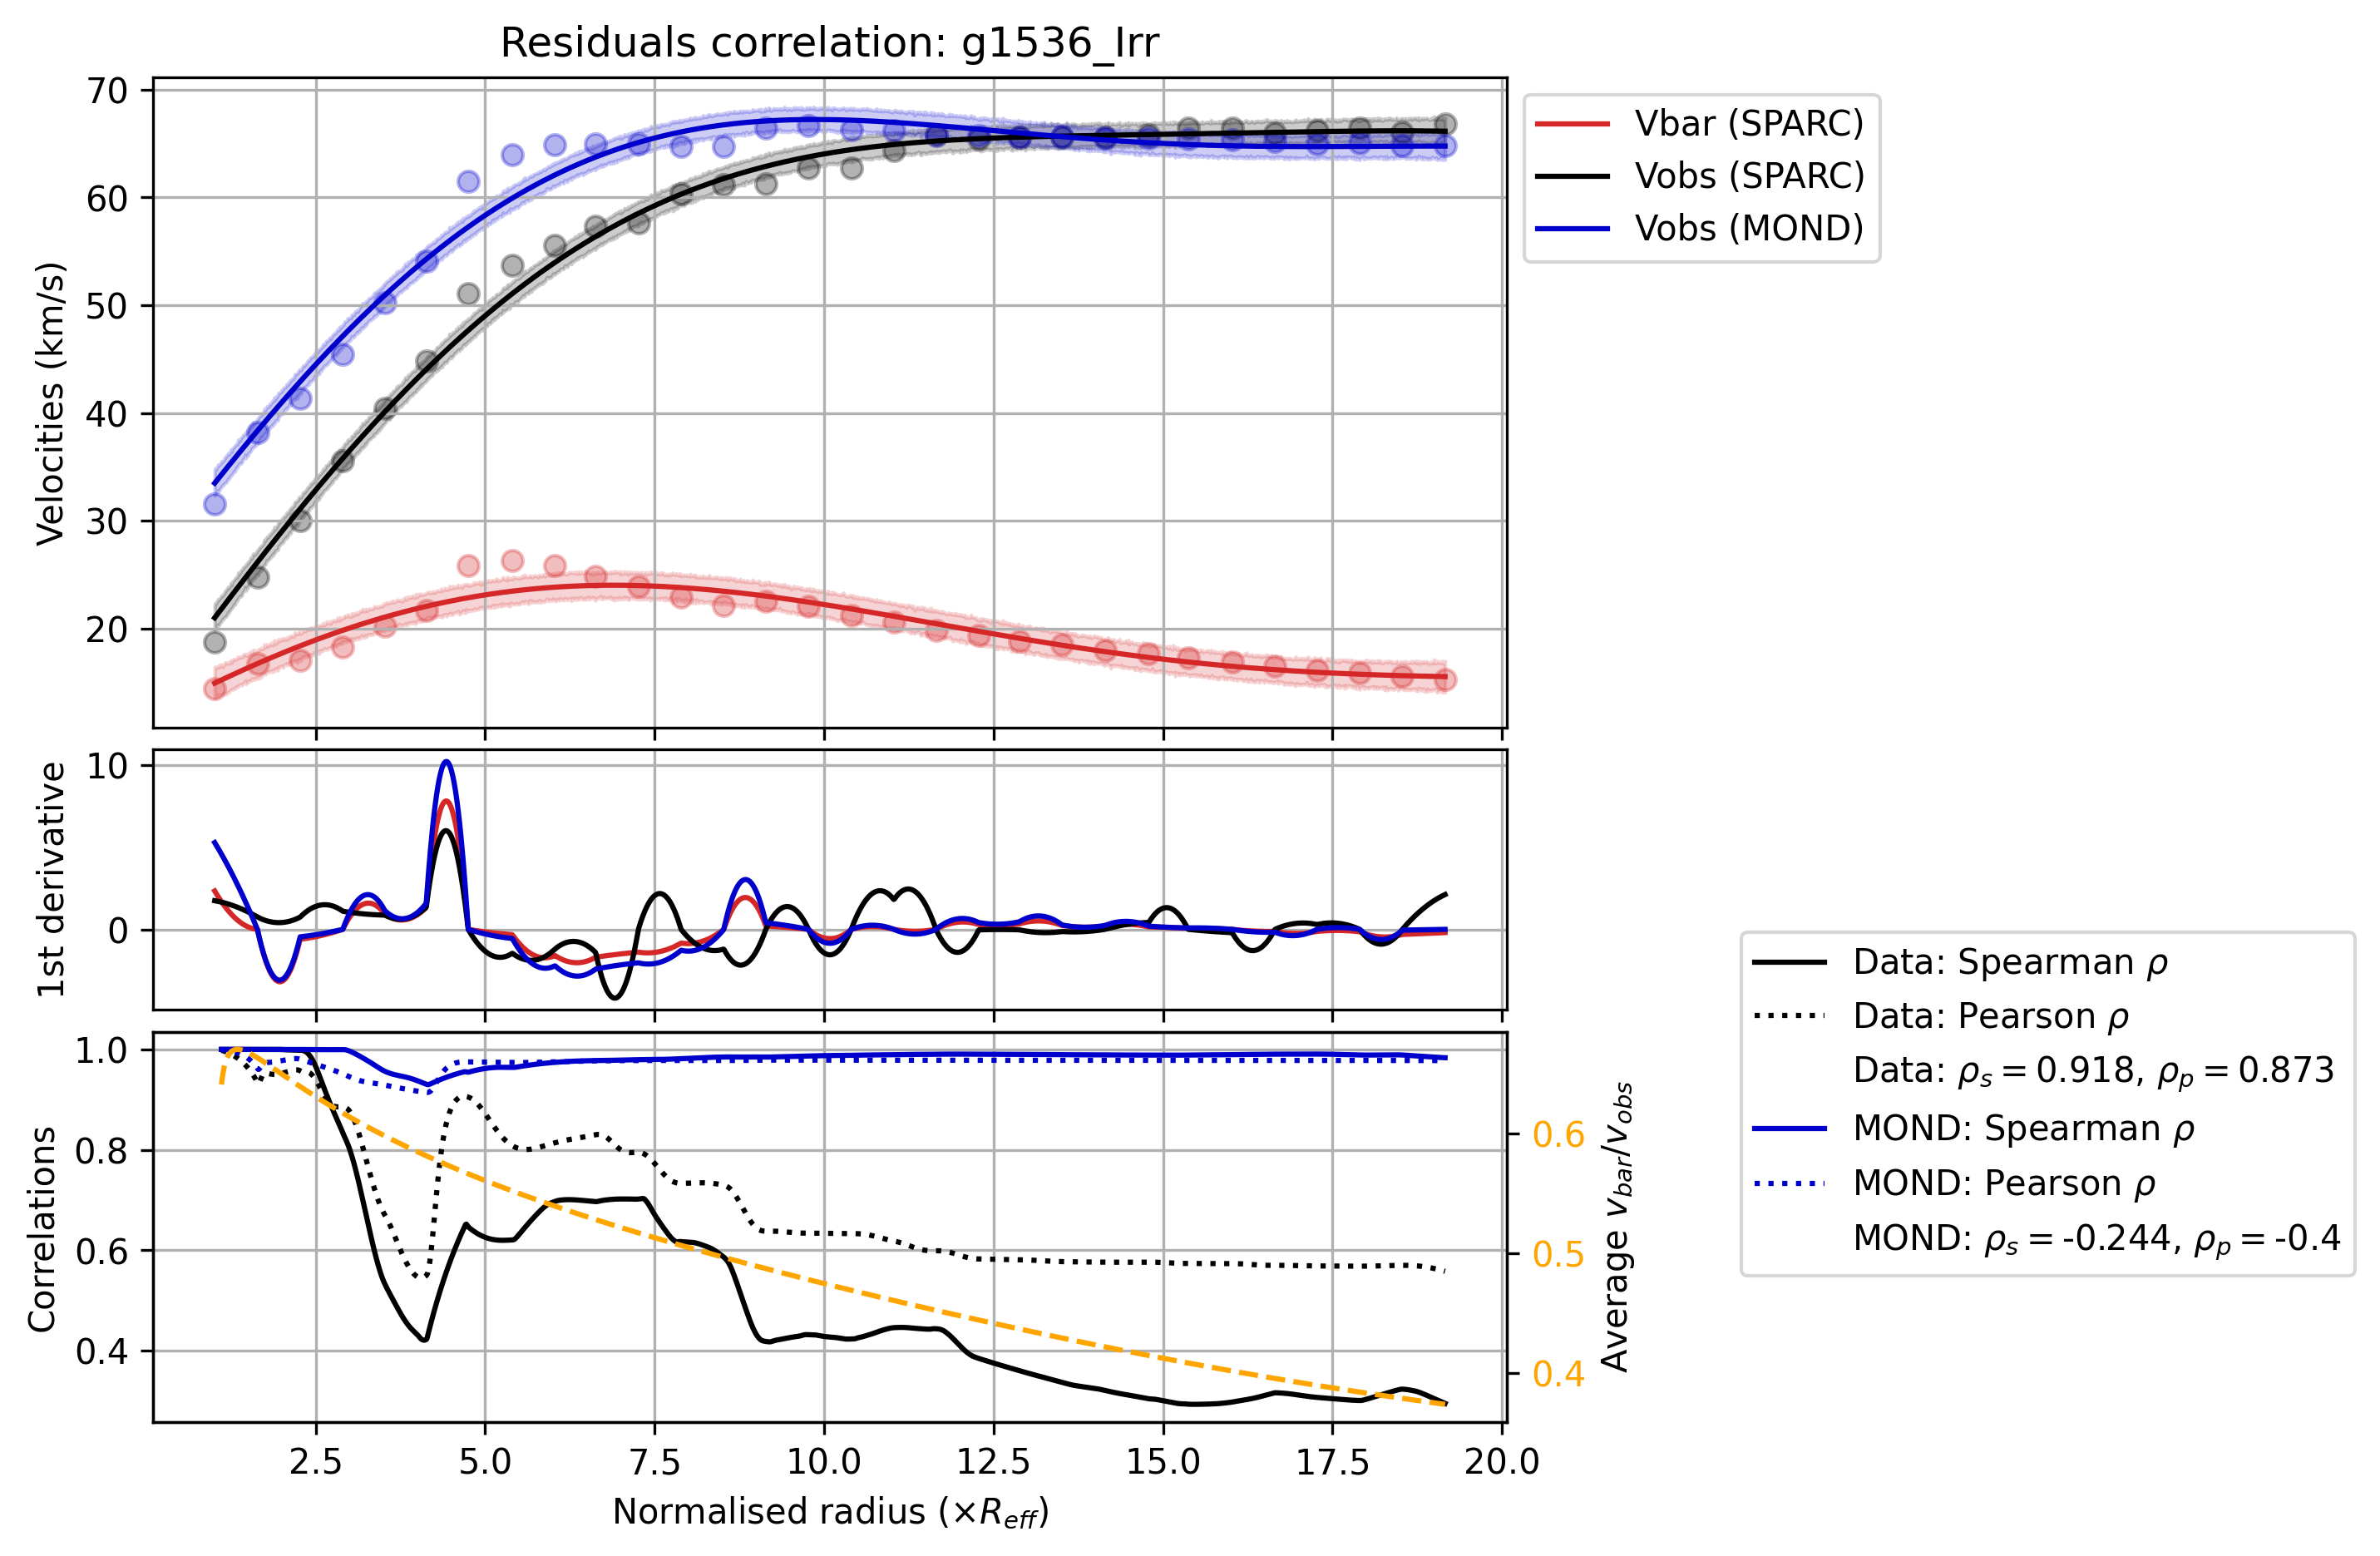 Residuals correlation: g1536_Irr
70
60
50
40
30
20
Velocities (km/s)
Vbar (SPARC)
Vobs (SPARC)
Vobs (MOND)
10
0
1st derivative
1.0
0.8
0.6
0.4
Correlations
0.6
0.5
0.4
Average v_bar/v_obs
Data: Spearman ρ
Data: Pearson ρ
Data: ρ_s = 0.918, ρ_p = 0.873
MOND: Spearman ρ
MOND: Pearson ρ
MOND: ρ_s = -0.244, ρ_p = -0.4
2.5 5.0 7.5 10.0 12.5 15.0 17.5 20.0
Normalised radius (×R_eff)